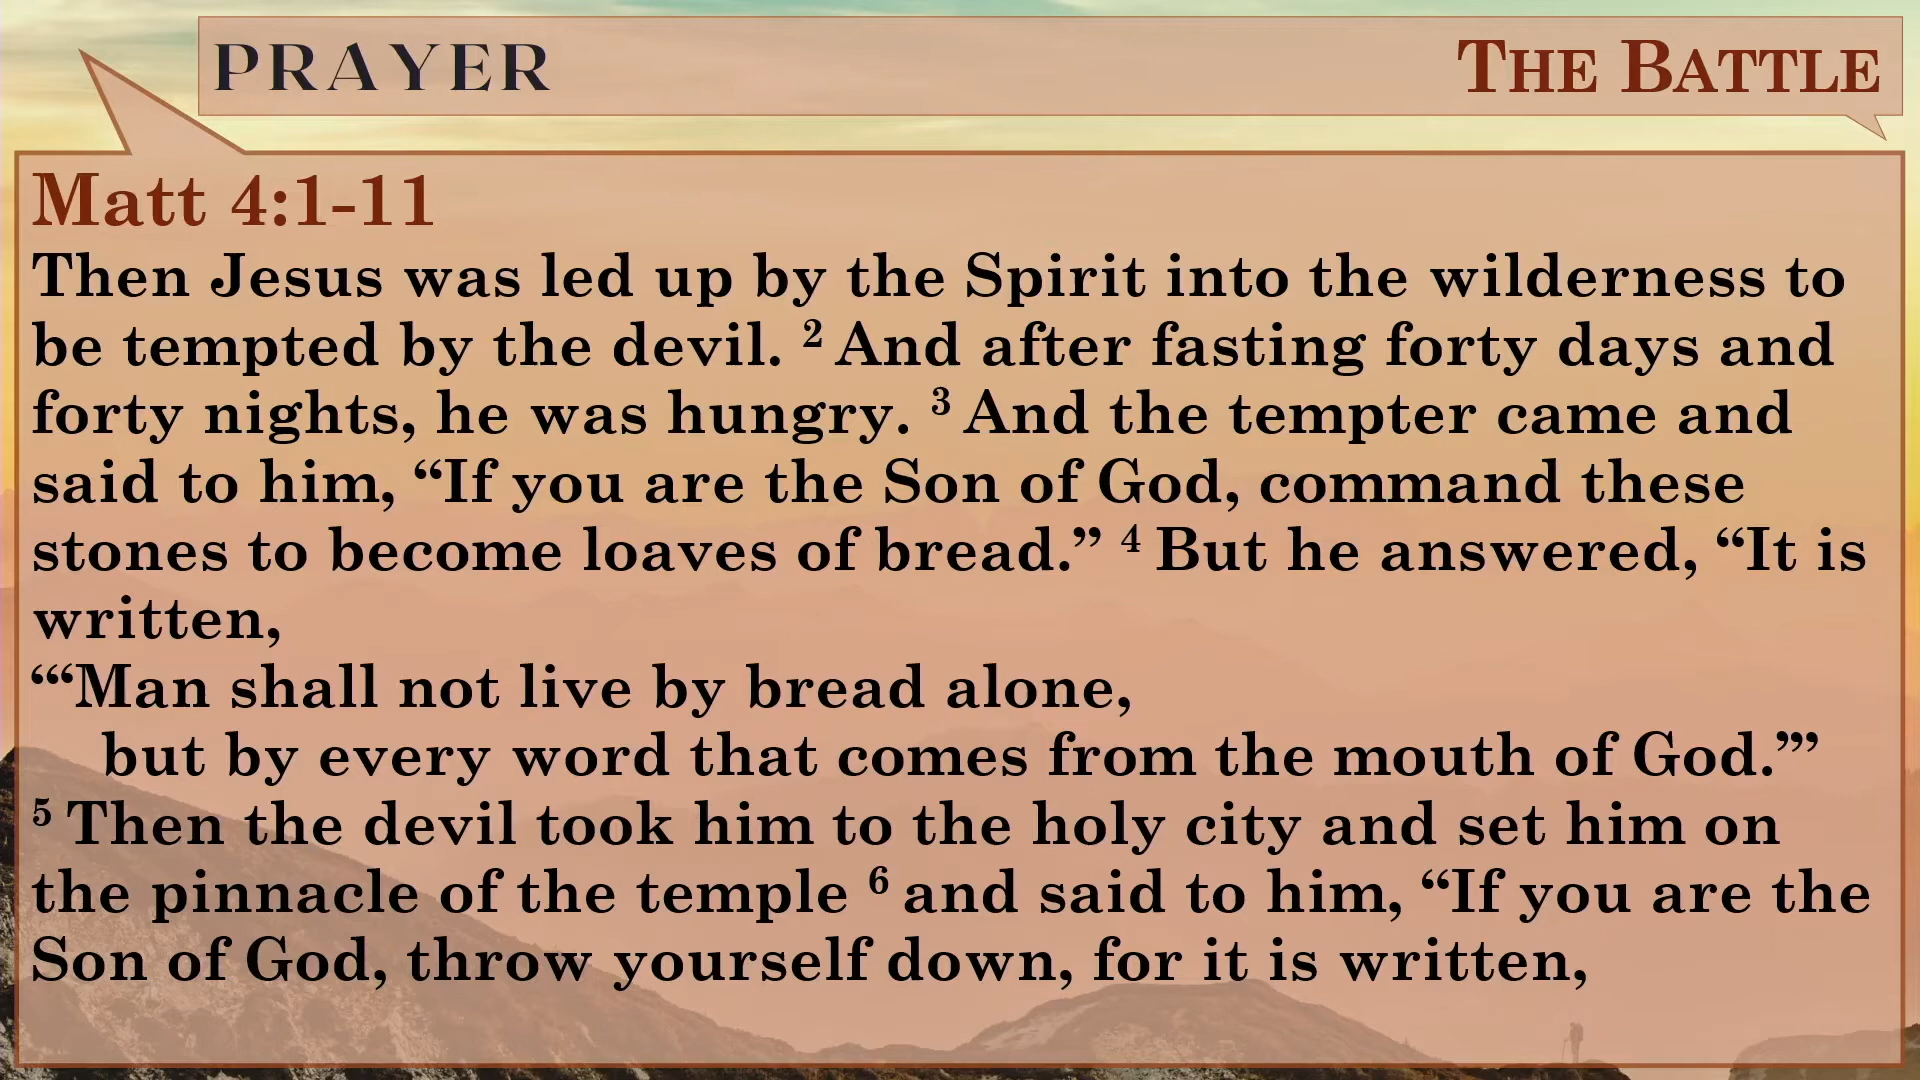 PRAYER
THE BATTLE
Matt 4:1-11
Then Jesus was led up by the Spirit into the wilderness to
be tempted by the devil. ² And after fasting forty days and
forty nights, he was hungry. ³ And the tempter came and
said to him, “If you are the Son of God, command these
stones to become loaves of bread.” ⁴ But he answered, “It is
written,
“‘Man shall not live by bread alone,
but by every word that comes from the mouth of God.’”
⁵ Then the devil took him to the holy city and set him on
the pinnacle of the temple ⁶ and said to him, “If you are the
Son of God, throw yourself down, for it is written,